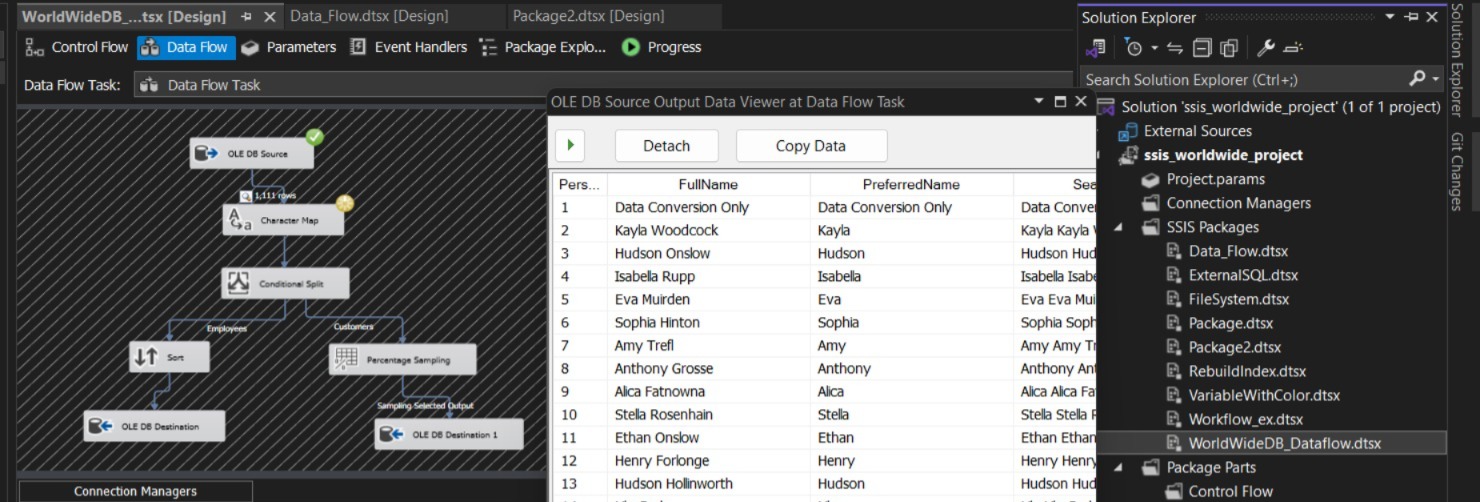 WorldWideDB_...tsx [Design]
Data_Flow.dtsx [Design]
Package2.dtsx [Design]
Control Flow
Data Flow
Parameters
Event Handlers
Package Explo...
Progress
Data Flow Task:
Data Flow Task
OLE DB Source
1,111 rows
Character Map
Conditional Split
Employees
Customers
Sort
Percentage Sampling
Sampling Selected Output
OLE DB Destination
OLE DB Destination 1
Connection Managers
OLE DB Source Output Data Viewer at Data Flow Task
Detach
Copy Data
Pers... FullName PreferredName Sea
1 Data Conversion Only Data Conversion Only Data Conver
2 Kayla Woodcock Kayla Kayla Kayla
3 Hudson Onslow Hudson Hudson Hud
4 Isabella Rupp Isabella Isabella Isabe
5 Eva Muirden Eva Eva Eva Mui
6 Sophia Hinton Sophia Sophia Soph
7 Amy Trefl Amy Amy Amy Tr
8 Anthony Grosse Anthony Anthony Ant
9 Alica Fatnowna Alica Alica Alica Fat
10 Stella Rosenhain Stella Stella Stella
11 Ethan Onslow Ethan Ethan Ethan
12 Henry Forlonge Henry Henry Henry
13 Hudson Hollinworth Hudson Hudson Hud
Solution Explorer
Search Solution Explorer (Ctrl+;)
Solution 'ssis_worldwide_project' (1 of 1 project)
External Sources
ssis_worldwide_project
Project.params
Connection Managers
SSIS Packages
Data_Flow.dtsx
ExternalSQL.dtsx
FileSystem.dtsx
Package.dtsx
Package2.dtsx
RebuildIndex.dtsx
VariableWithColor.dtsx
Workflow_ex.dtsx
WorldWideDB_Dataflow.dtsx
Package Parts
Control Flow
Solution Explorer
Git Changes